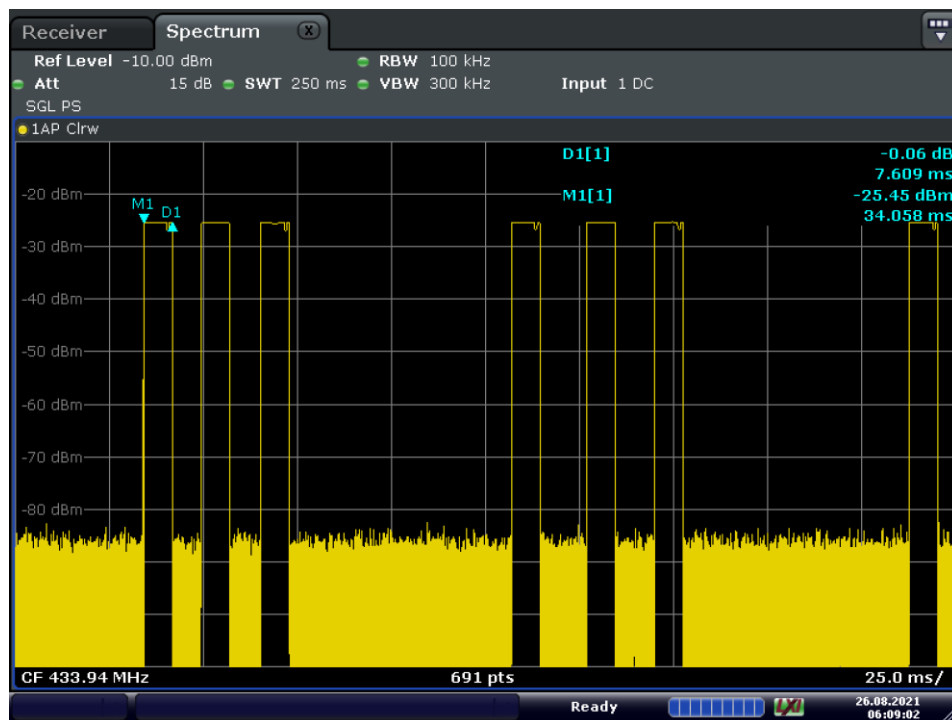 Receiver
Spectrum X
Ref Level -10.00 dBm RBW 100 kHz
Att 15 dB SWT 250 ms VBW 300 kHz Input 1 DC
SGL PS
1AP Clrw
D1[1] -0.06 dB
7.609 ms
M1[1] -25.45 dBm
34.058 ms
-20 dBm
M1
D1
-30 dBm
-40 dBm
-50 dBm
-60 dBm
-70 dBm
-80 dBm
CF 433.94 MHz 691 pts 25.0 ms/
Ready LXI 26.08.2021
06:09:02